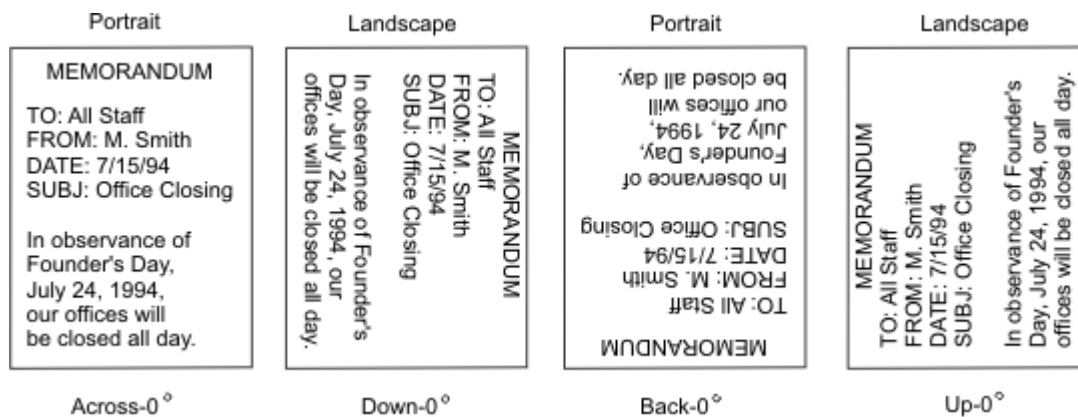 Portrait
MEMORANDUM
TO: All Staff
FROM: M. Smith
DATE: 7/15/94
SUBJ: Office Closing
In observance of
Founder's Day,
July 24, 1994,
our offices will
be closed all day.
Across-0°
Landscape
MEMORANDUM
TO: All Staff
FROM: M. Smith
DATE: 7/15/94
SUBJ: Office Closing
In observance of Founder's
Day, July 24, 1994, our
offices will be closed all day.
Down-0°
Portrait
MEMORANDUM
TO: All Staff
FROM: M. Smith
DATE: 7/15/94
SUBJ: Office Closing
In observance of
Founder's Day,
July 24, 1994,
our offices will
be closed all day.
Back-0°
Landscape
MEMORANDUM
TO: All Staff
FROM: M. Smith
DATE: 7/15/94
SUBJ: Office Closing
In observance of Founder's
Day, July 24, 1994, our
offices will be closed all day.
Up-0°